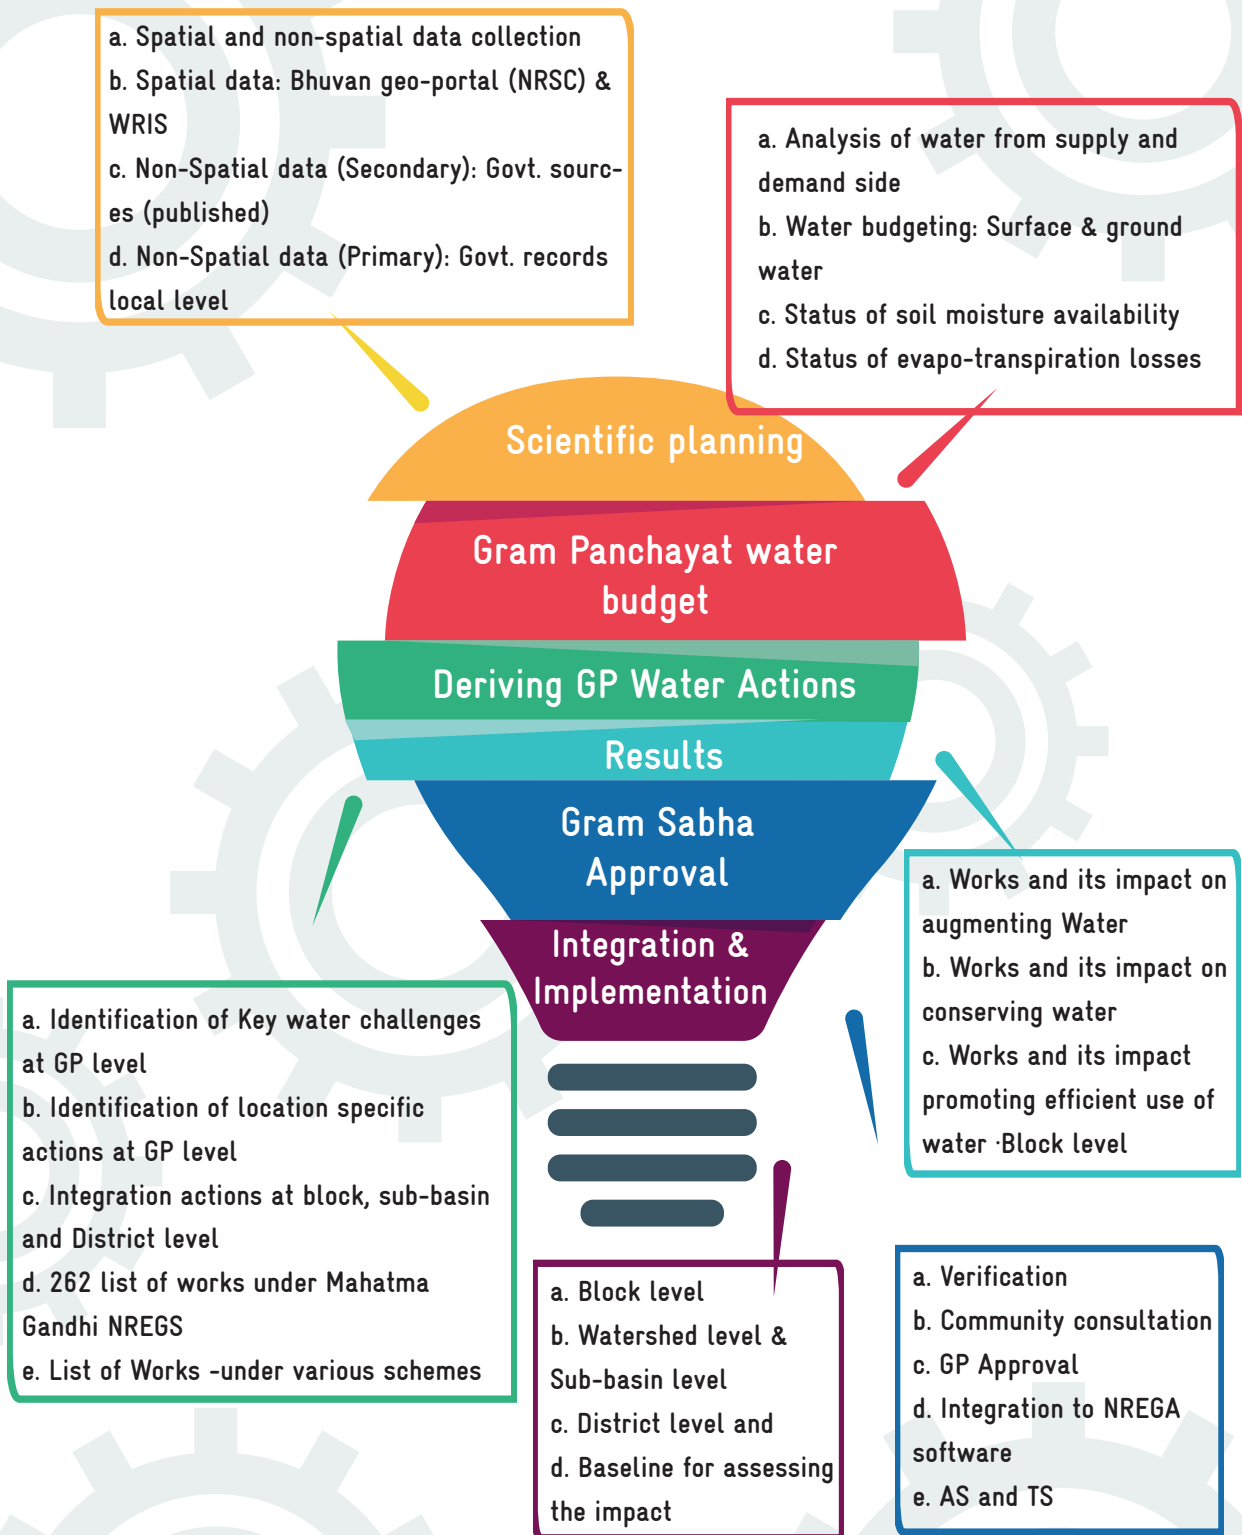 a. Spatial and non-spatial data collection
b. Spatial data: Bhuvan geo-portal (NRSC) &
WRIS
c. Non-Spatial data (Secondary): Govt. sourc-
es (published)
d. Non-Spatial data (Primary): Govt. records
local level
a. Analysis of water from supply and
demand side
b. Water budgeting: Surface & ground
water
c. Status of soil moisture availability
d. Status of evapo-transpiration losses
Scientific planning
Gram Panchayat water
budget
Deriving GP Water Actions
Results
Gram Sabha
Approval
Integration &
Implementation
a. Works and its impact on
augmenting Water
b. Works and its impact on
conserving water
c. Works and its impact
promoting efficient use of
water ·Block level
a. Identification of Key water challenges
at GP level
b. Identification of location specific
actions at GP level
c. Integration actions at block, sub-basin
and District level
d. 262 list of works under Mahatma
Gandhi NREGS
e. List of Works -under various schemes
a. Block level
b. Watershed level &
Sub-basin level
c. District level and
d. Baseline for assessing
the impact
a. Verification
b. Community consultation
c. GP Approval
d. Integration to NREGA
software
e. AS and TS